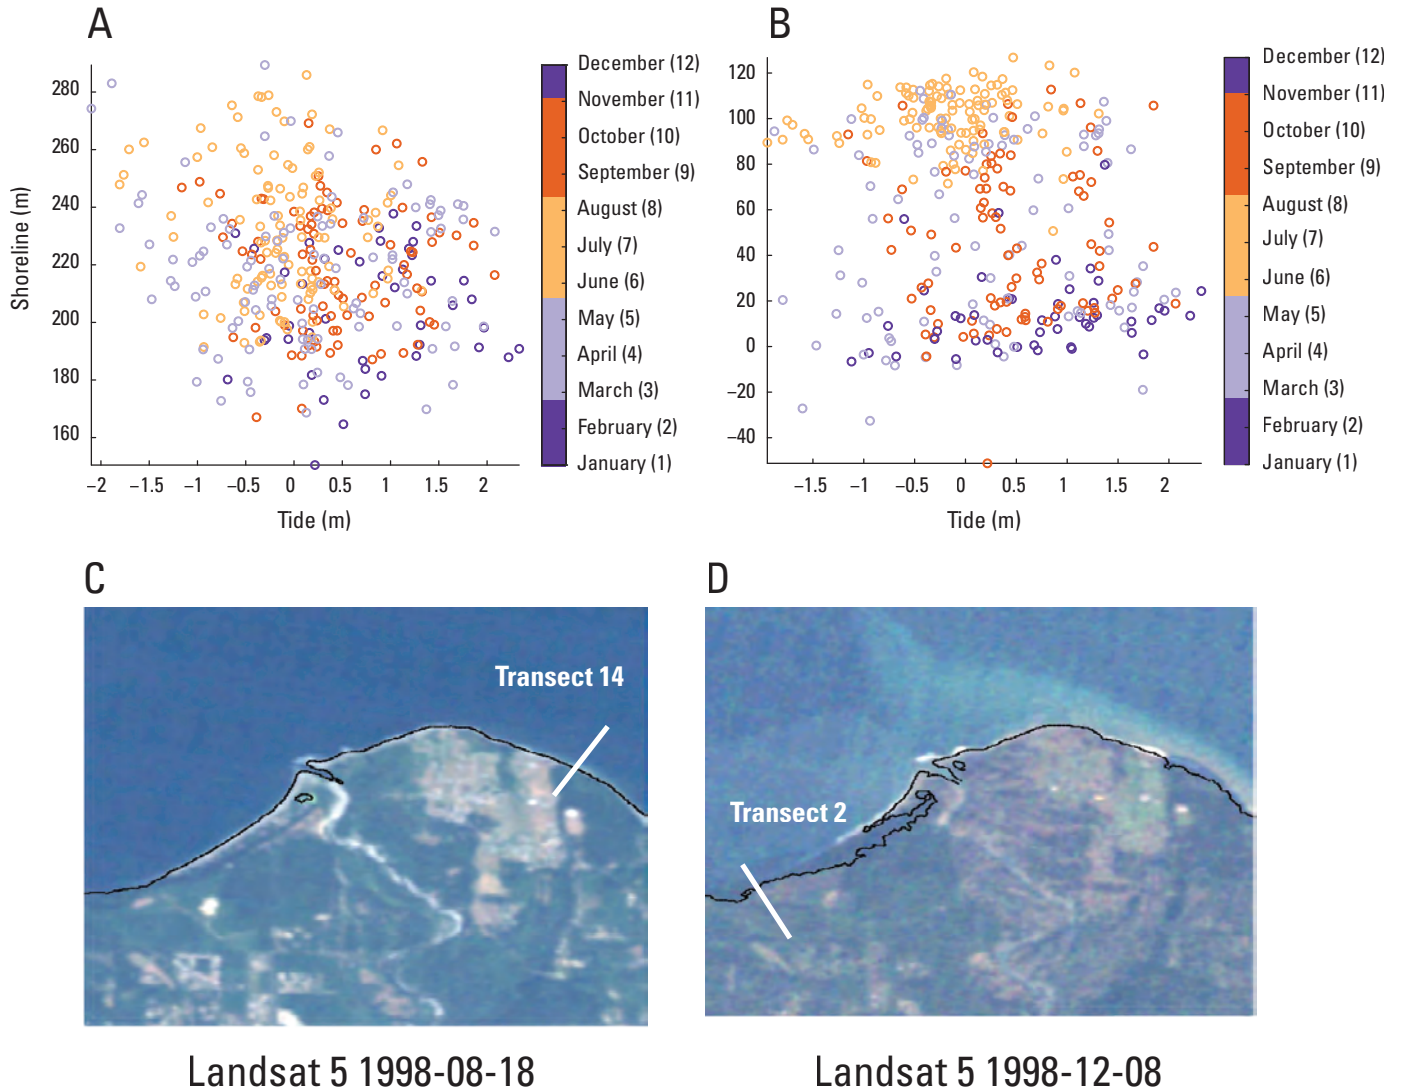 A
280
260
240
220
200
180
160
Shoreline (m)
−2 −1.5 −1 −0.5 0 0.5 1 1.5 2
Tide (m)
December (12)
November (11)
October (10)
September (9)
August (8)
July (7)
June (6)
May (5)
April (4)
March (3)
February (2)
January (1)
B
120
100
80
60
40
20
0
−20
−40
−1.5 −1 −0.5 0 0.5 1 1.5 2
Tide (m)
December (12)
November (11)
October (10)
September (9)
August (8)
July (7)
June (6)
May (5)
April (4)
March (3)
February (2)
January (1)
C
Transect 14
Landsat 5 1998-08-18
D
Transect 2
Landsat 5 1998-12-08